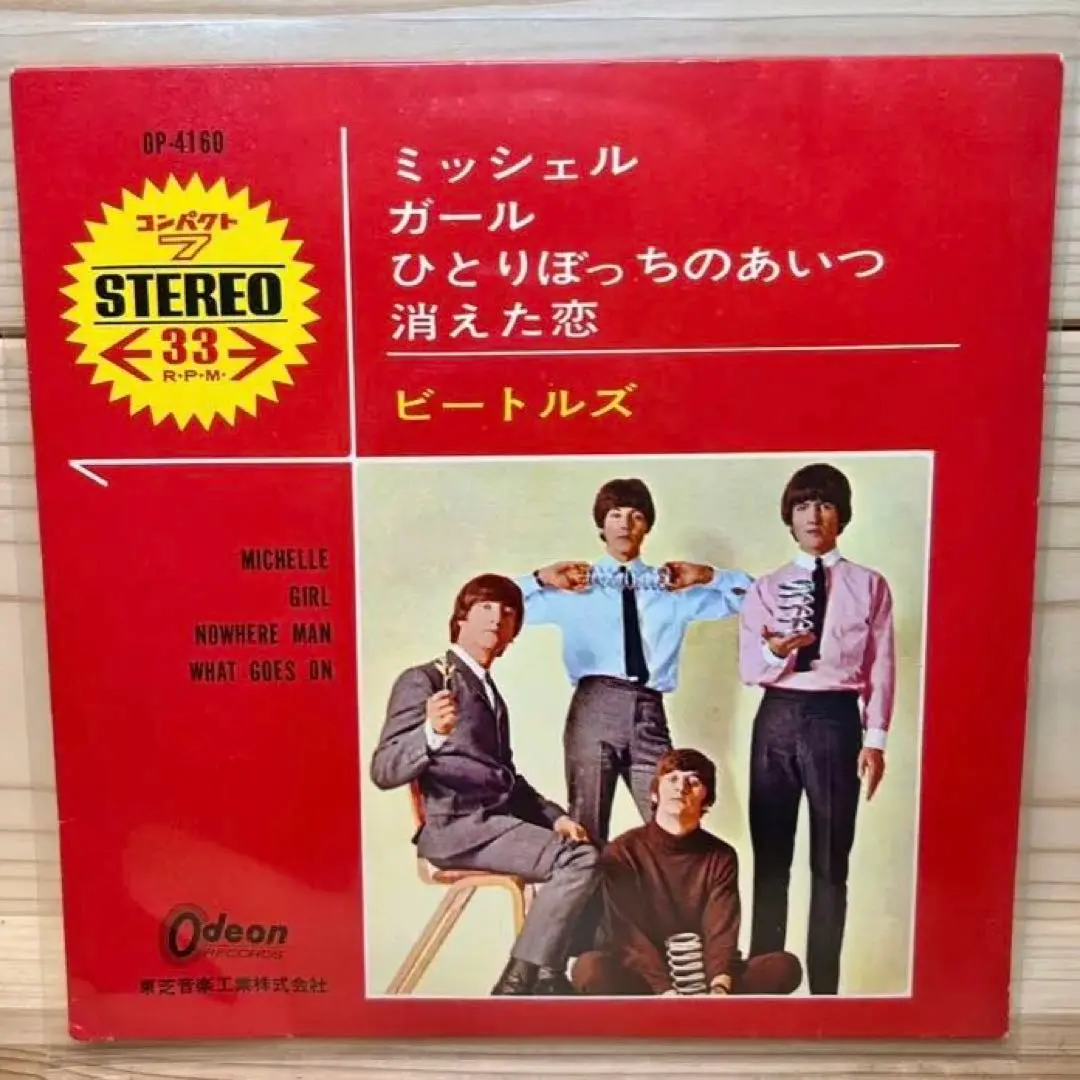 OP-4160
コンパクト
7
STEREO
33
R・P・M・
ミッシェル
ガール
ひとりぼっちのあいつ
消えた恋
ビートルズ
MICHELLE
GIRL
NOWHERE MAN
WHAT GOES ON
Odeon
RECORDS
東芝音楽工業株式会社